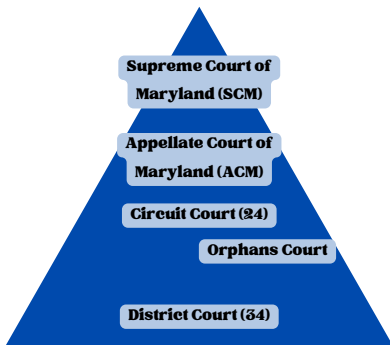 Supreme Court of
Maryland (SCM)
Appellate Court of
Maryland (ACM)
Circuit Court (24)
Orphans Court
District Court (34)